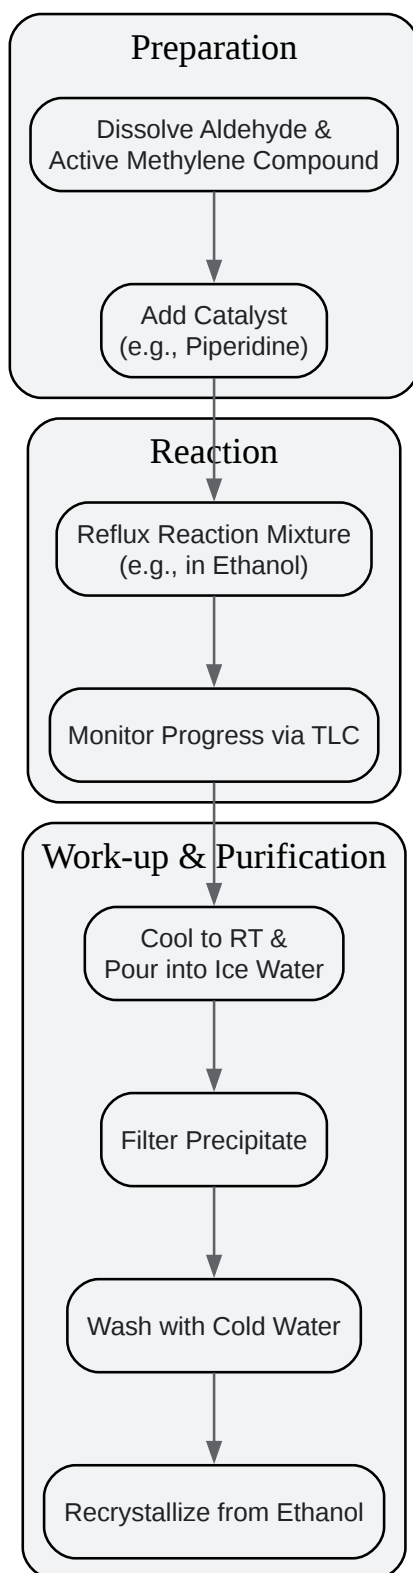 Preparation
Dissolve Aldehyde &
Active Methylene Compound
Add Catalyst
(e.g., Piperidine)
Reaction
Reflux Reaction Mixture
(e.g., in Ethanol)
Monitor Progress via TLC
Work-up & Purification
Cool to RT &
Pour into Ice Water
Filter Precipitate
Wash with Cold Water
Recrystallize from Ethanol